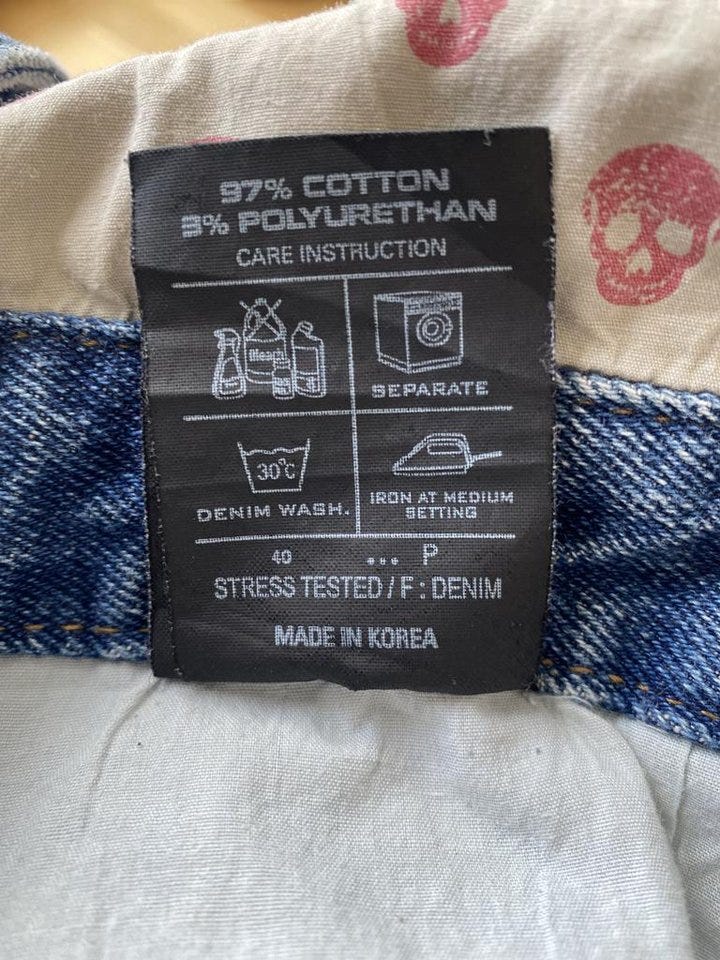 97% COTTON
3% POLYURETHAN
CARE INSTRUCTION
Bleach
SEPARATE
30°C
DENIM WASH.
IRON AT MEDIUM
SETTING
40 ... P
STRESS TESTED / F : DENIM
MADE IN KOREA